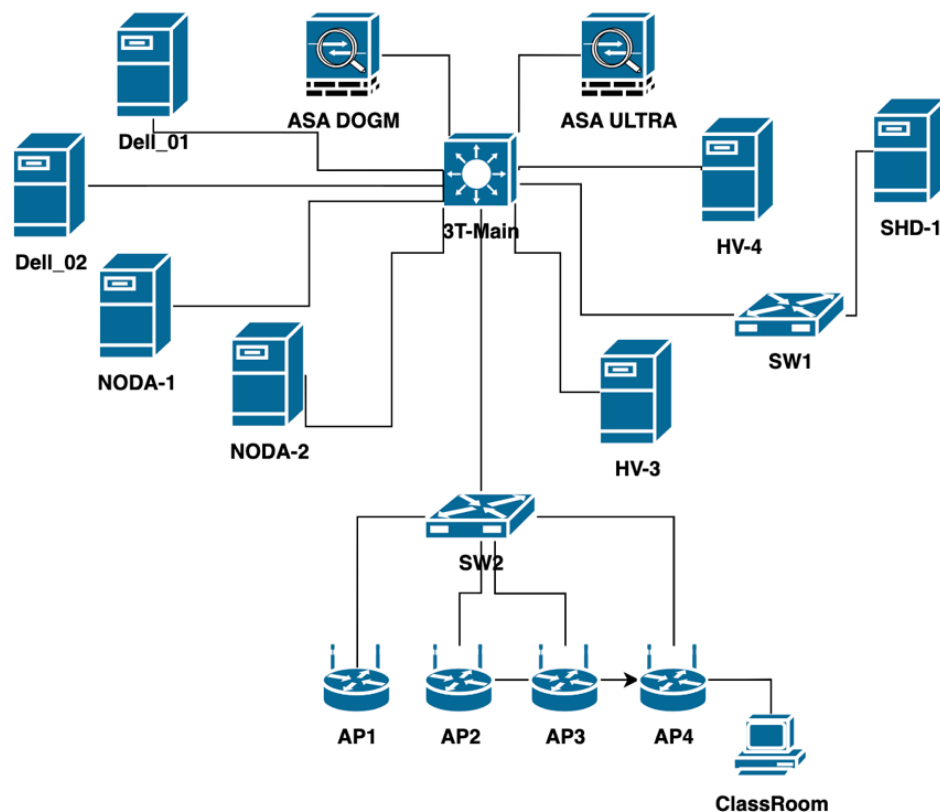 ASA DOGM
ASA ULTRA
Dell_01
3T-Main
HV-4
SHD-1
Dell_02
SW1
NODA-1
NODA-2
HV-3
SW2
AP1
AP2
AP3
AP4
ClassRoom